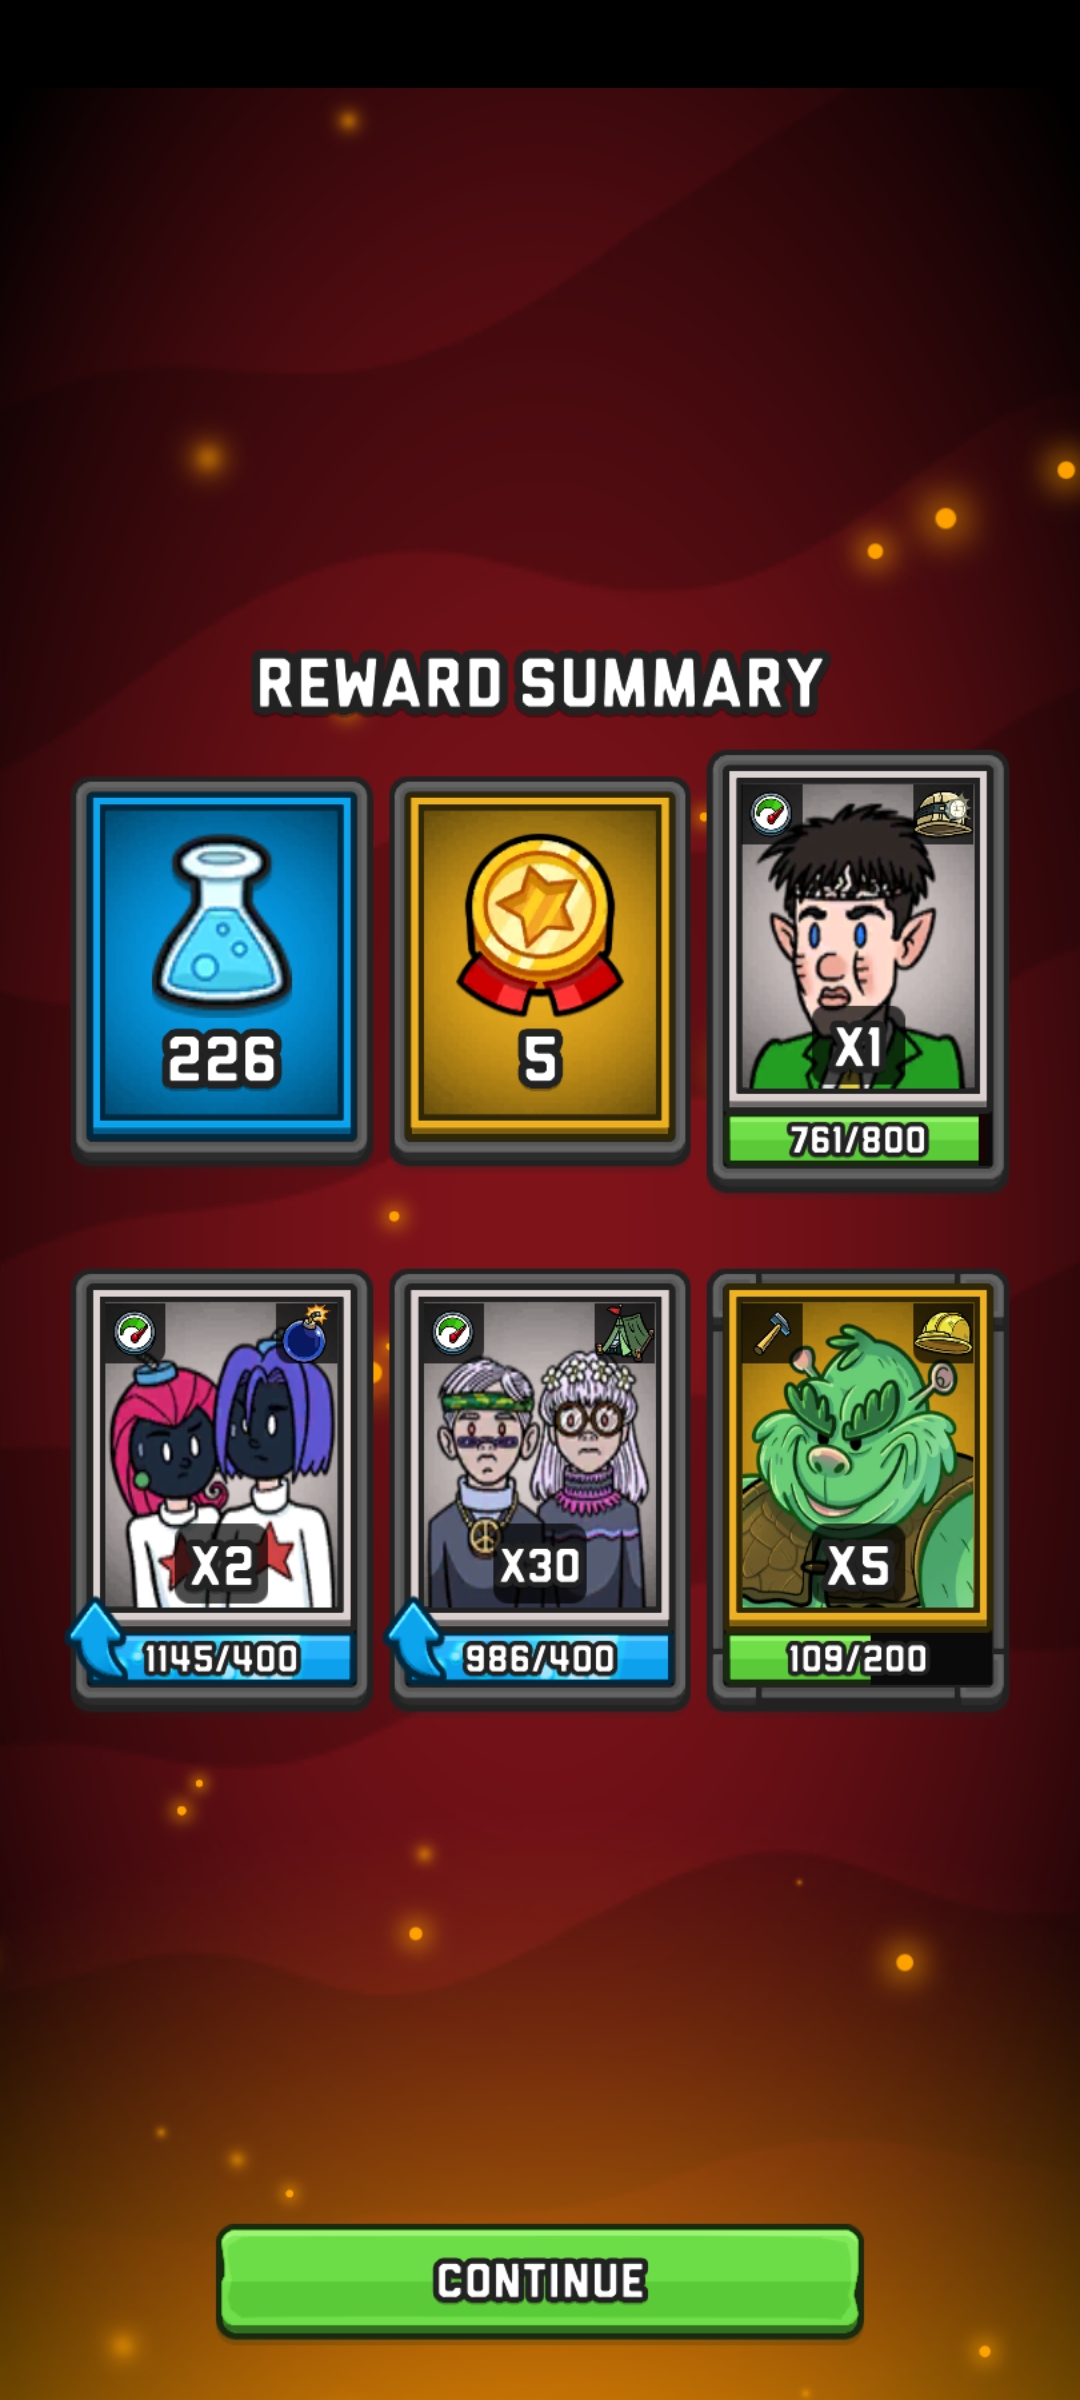 REWARD SUMMARY
226
5
X1
761/800
X2
1145/400
X30
986/400
X5
109/200
CONTINUE